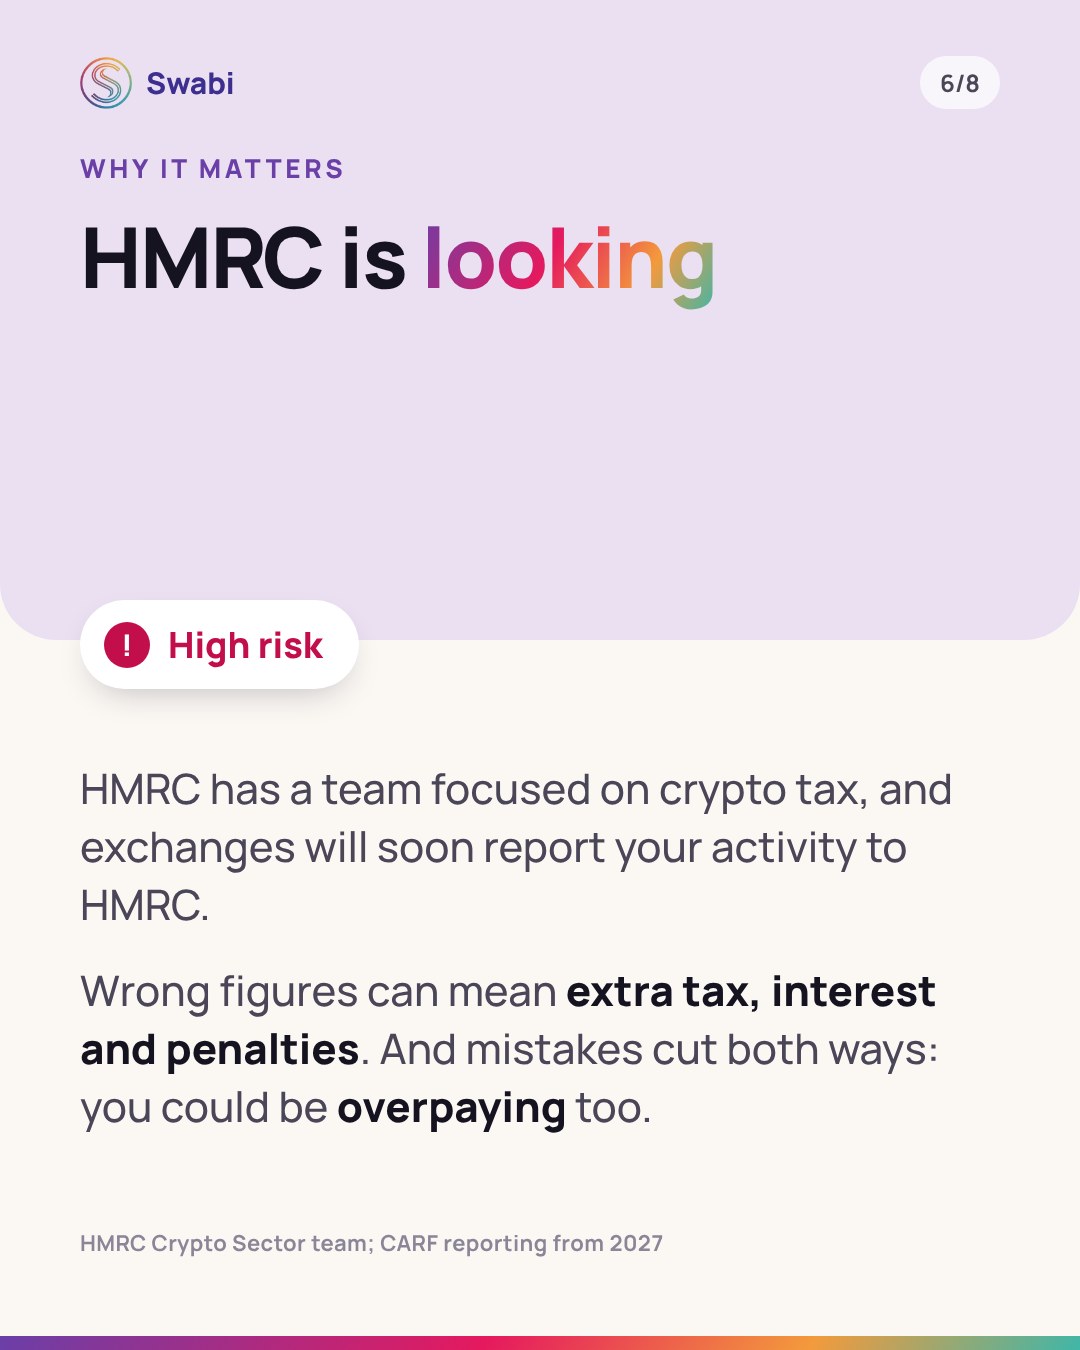 Swabi
6/8
WHY IT MATTERS
HMRC is looking
! High risk
HMRC has a team focused on crypto tax, and
exchanges will soon report your activity to
HMRC.
Wrong figures can mean extra tax, interest
and penalties. And mistakes cut both ways:
you could be overpaying too.
HMRC Crypto Sector team; CARF reporting from 2027